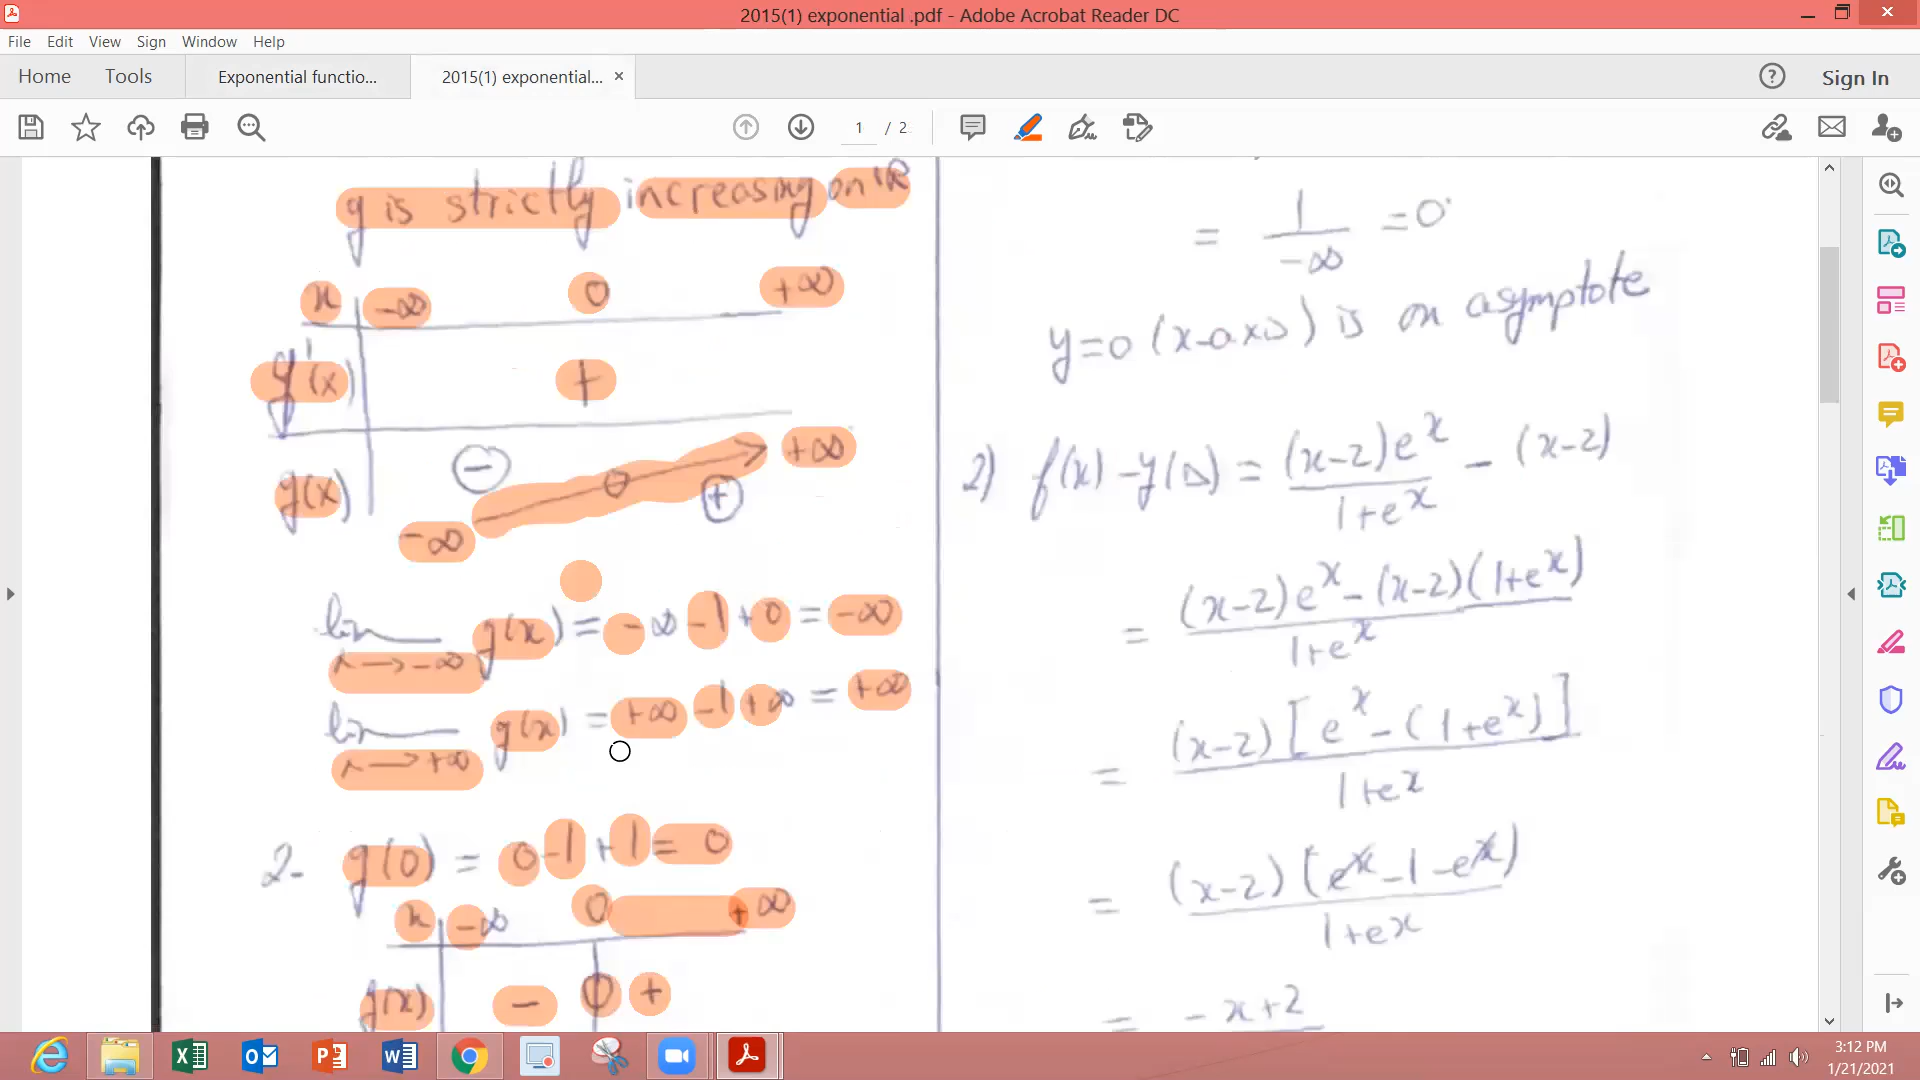 2015(1) exponential .pdf - Adobe Acrobat Reader DC
File Edit View Sign Window Help
Home Tools Exponential functio... 2015(1) exponential... × Sign In
1 / 2
g is strictly increasing on IR
x -∞ 0 +∞
g'(x) +
g(x) - 0 + +∞
-∞
lim g(x) = -∞ -1 + 0 = -∞
x → -∞
lim g(x) = +∞ -1 +∞ = +∞
x → +∞
2- g(0) = 0 -1 + 1 = 0
x -∞ 0 +∞
g(x) - 0 +
= 1/-∞ = 0
y=0 (x-axis) is an asymptote
2) f(x) - y(Δ) = (x-2)e^x / 1+e^x - (x-2)
= (x-2)e^x - (x-2)(1+e^x) / 1+e^x
= (x-2)[e^x - (1+e^x)] / 1+e^x
= (x-2)(e^x - 1 - e^x) / 1+e^x
= -x+2
3:12 PM
1/21/2021